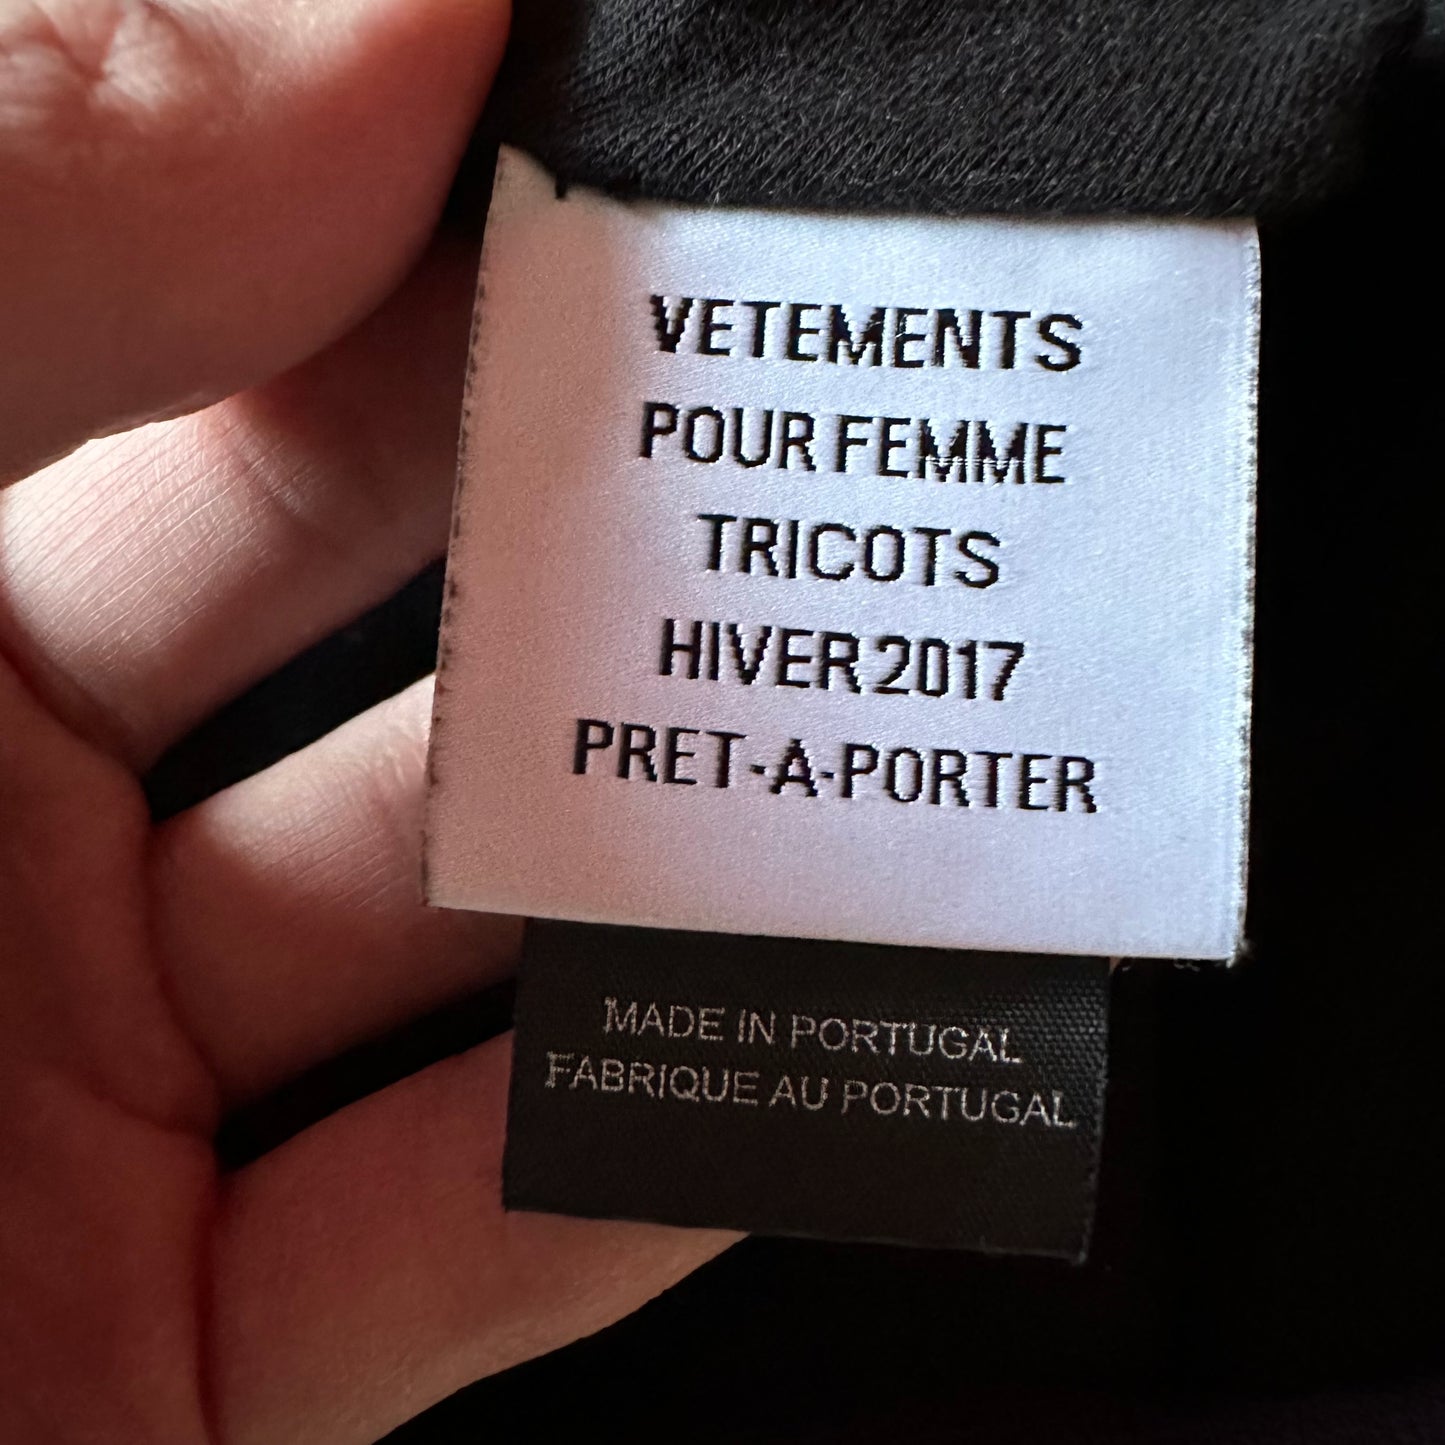 VETEMENTS
POUR FEMME
TRICOTS
HIVER 2017
PRET-A-PORTER
MADE IN PORTUGAL
FABRIQUE AU PORTUGAL